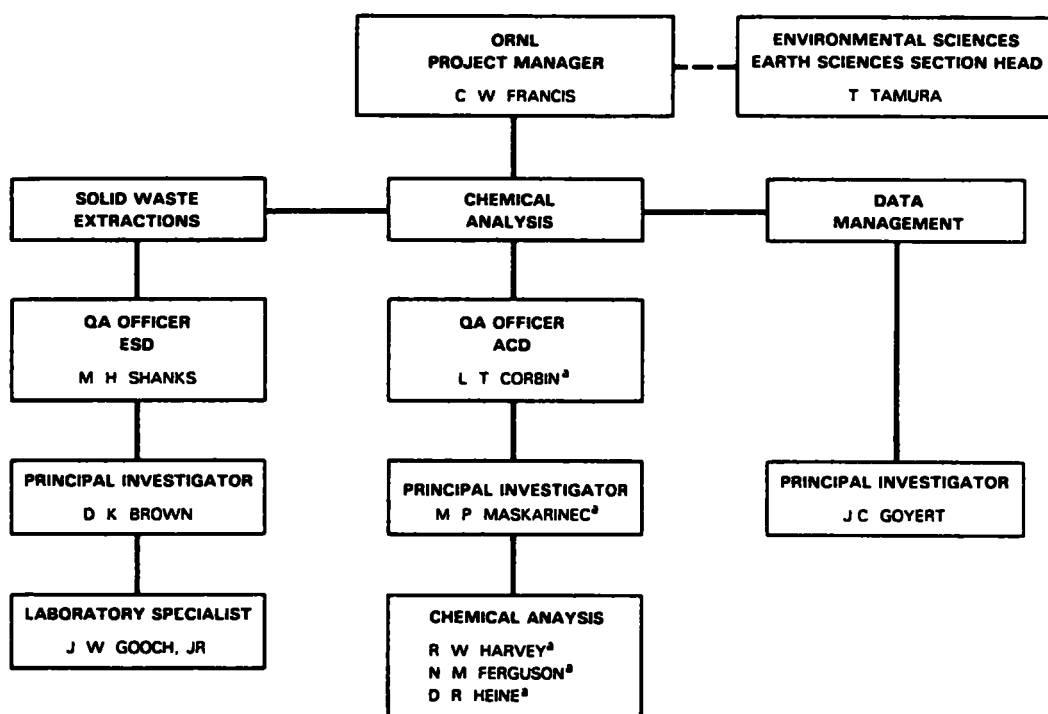 ORNL
PROJECT MANAGER
C W FRANCIS
ENVIRONMENTAL SCIENCES
EARTH SCIENCES SECTION HEAD
T TAMURA
SOLID WASTE
EXTRACTIONS
CHEMICAL
ANALYSIS
DATA
MANAGEMENT
QA OFFICER
ESD
M H SHANKS
QA OFFICER
ACD
L T CORBINᵃ
PRINCIPAL INVESTIGATOR
D K BROWN
PRINCIPAL INVESTIGATOR
M P MASKARINECᵃ
PRINCIPAL INVESTIGATOR
J C GOYERT
LABORATORY SPECIALIST
J W GOOCH, JR
CHEMICAL ANAYSIS
R W HARVEYᵃ
N M FERGUSONᵃ
D R HEINEᵃ